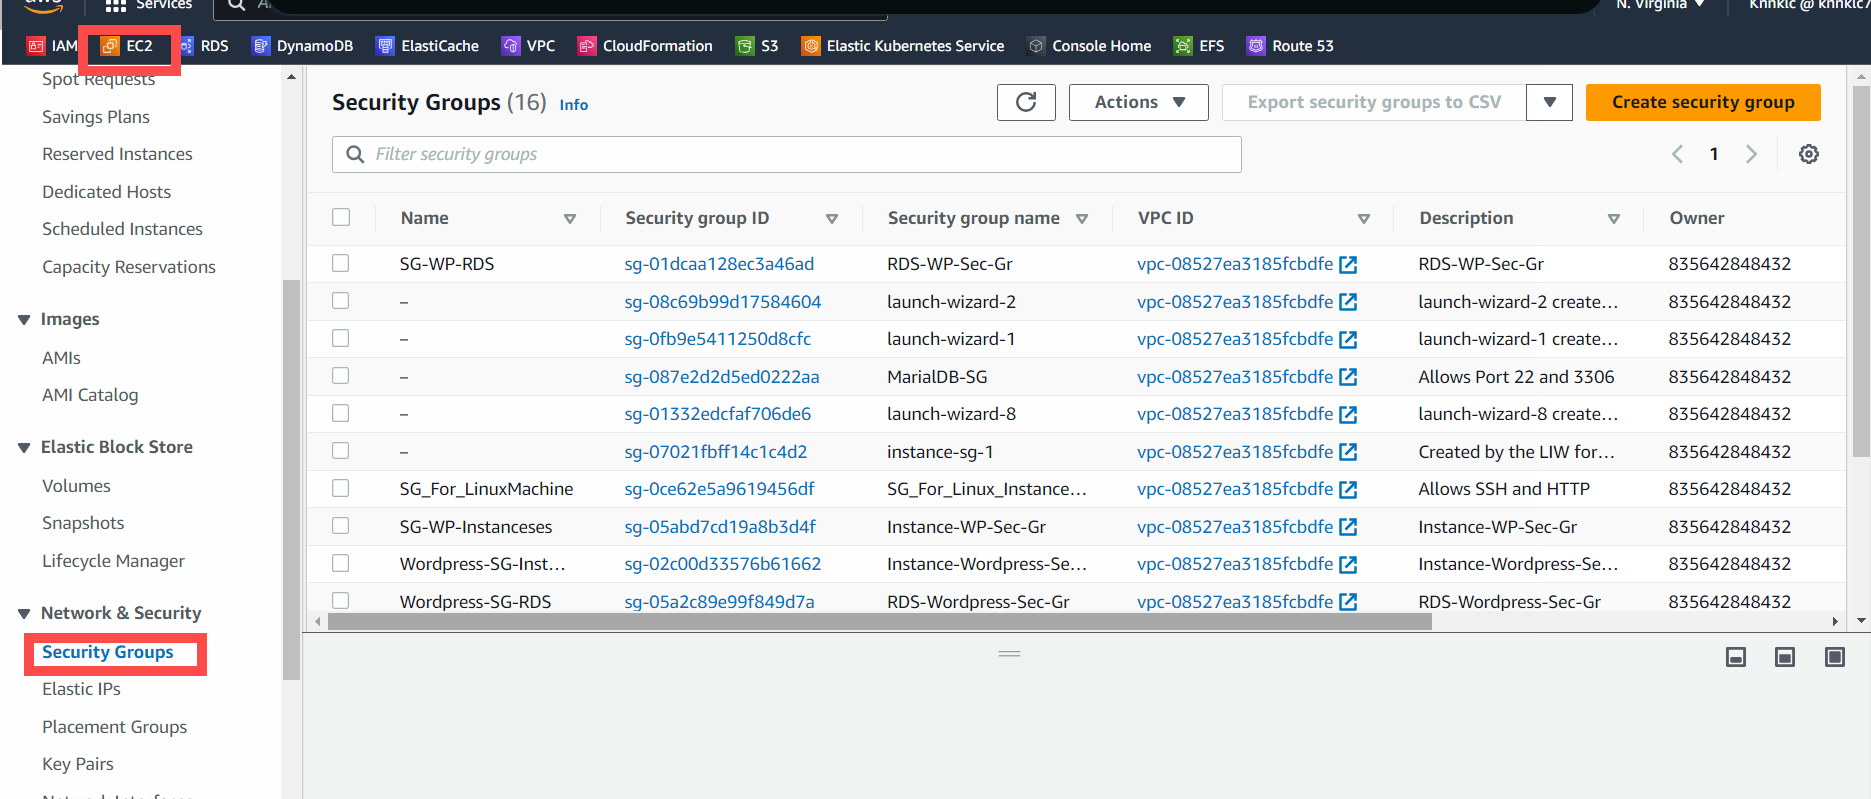 aws
Services
N. Virginia
IAM
EC2
RDS
DynamoDB
ElastiCache
VPC
CloudFormation
S3
Elastic Kubernetes Service
Console Home
EFS
Route 53
Spot Requests
Savings Plans
Reserved Instances
Dedicated Hosts
Scheduled Instances
Capacity Reservations
Images
AMIs
AMI Catalog
Elastic Block Store
Volumes
Snapshots
Lifecycle Manager
Network & Security
Security Groups
Elastic IPs
Placement Groups
Key Pairs
Security Groups (16) Info
Actions
Export security groups to CSV
Create security group
Filter security groups
1
Name Security group ID Security group name VPC ID Description Owner
SG-WP-RDS sg-01dcaa128ec3a46ad RDS-WP-Sec-Gr vpc-08527ea3185fcbdfe RDS-WP-Sec-Gr 835642848432
– sg-08c69b99d17584604 launch-wizard-2 vpc-08527ea3185fcbdfe launch-wizard-2 create... 835642848432
– sg-0fb9e5411250d8cfc launch-wizard-1 vpc-08527ea3185fcbdfe launch-wizard-1 create... 835642848432
– sg-087e2d2d5ed0222aa MarialDB-SG vpc-08527ea3185fcbdfe Allows Port 22 and 3306 835642848432
– sg-01332edcfaf706de6 launch-wizard-8 vpc-08527ea3185fcbdfe launch-wizard-8 create... 835642848432
– sg-07021fbff14c1c4d2 instance-sg-1 vpc-08527ea3185fcbdfe Created by the LIW for... 835642848432
SG_For_LinuxMachine sg-0ce62e5a9619456df SG_For_Linux_Instance... vpc-08527ea3185fcbdfe Allows SSH and HTTP 835642848432
SG-WP-Instanceses sg-05abd7cd19a8b3d4f Instance-WP-Sec-Gr vpc-08527ea3185fcbdfe Instance-WP-Sec-Gr 835642848432
Wordpress-SG-Inst... sg-02c00d33576b61662 Instance-Wordpress-Se... vpc-08527ea3185fcbdfe Instance-Wordpress-Se... 835642848432
Wordpress-SG-RDS sg-05a2c89e99f849d7a RDS-Wordpress-Sec-Gr vpc-08527ea3185fcbdfe RDS-Wordpress-Sec-Gr 835642848432